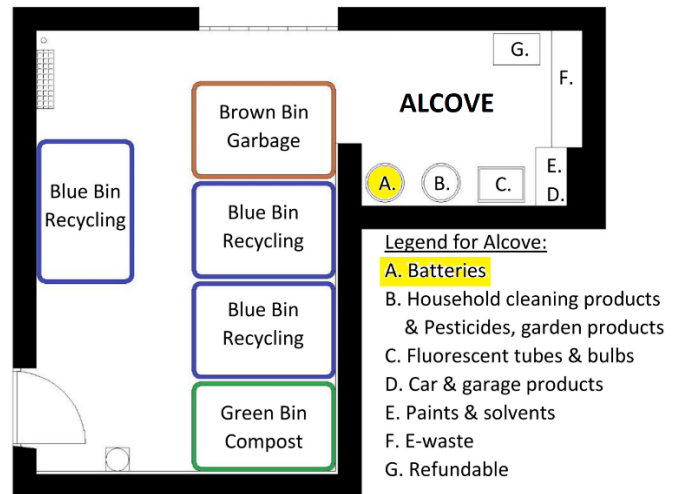 G.
F.
ALCOVE
Brown Bin
Garbage
A.
B.
C.
E.
D.
Blue Bin
Recycling
Blue Bin
Recycling
Blue Bin
Recycling
Green Bin
Compost
Legend for Alcove:
A. Batteries
B. Household cleaning products
& Pesticides, garden products
C. Fluorescent tubes & bulbs
D. Car & garage products
E. Paints & solvents
F. E-waste
G. Refundable